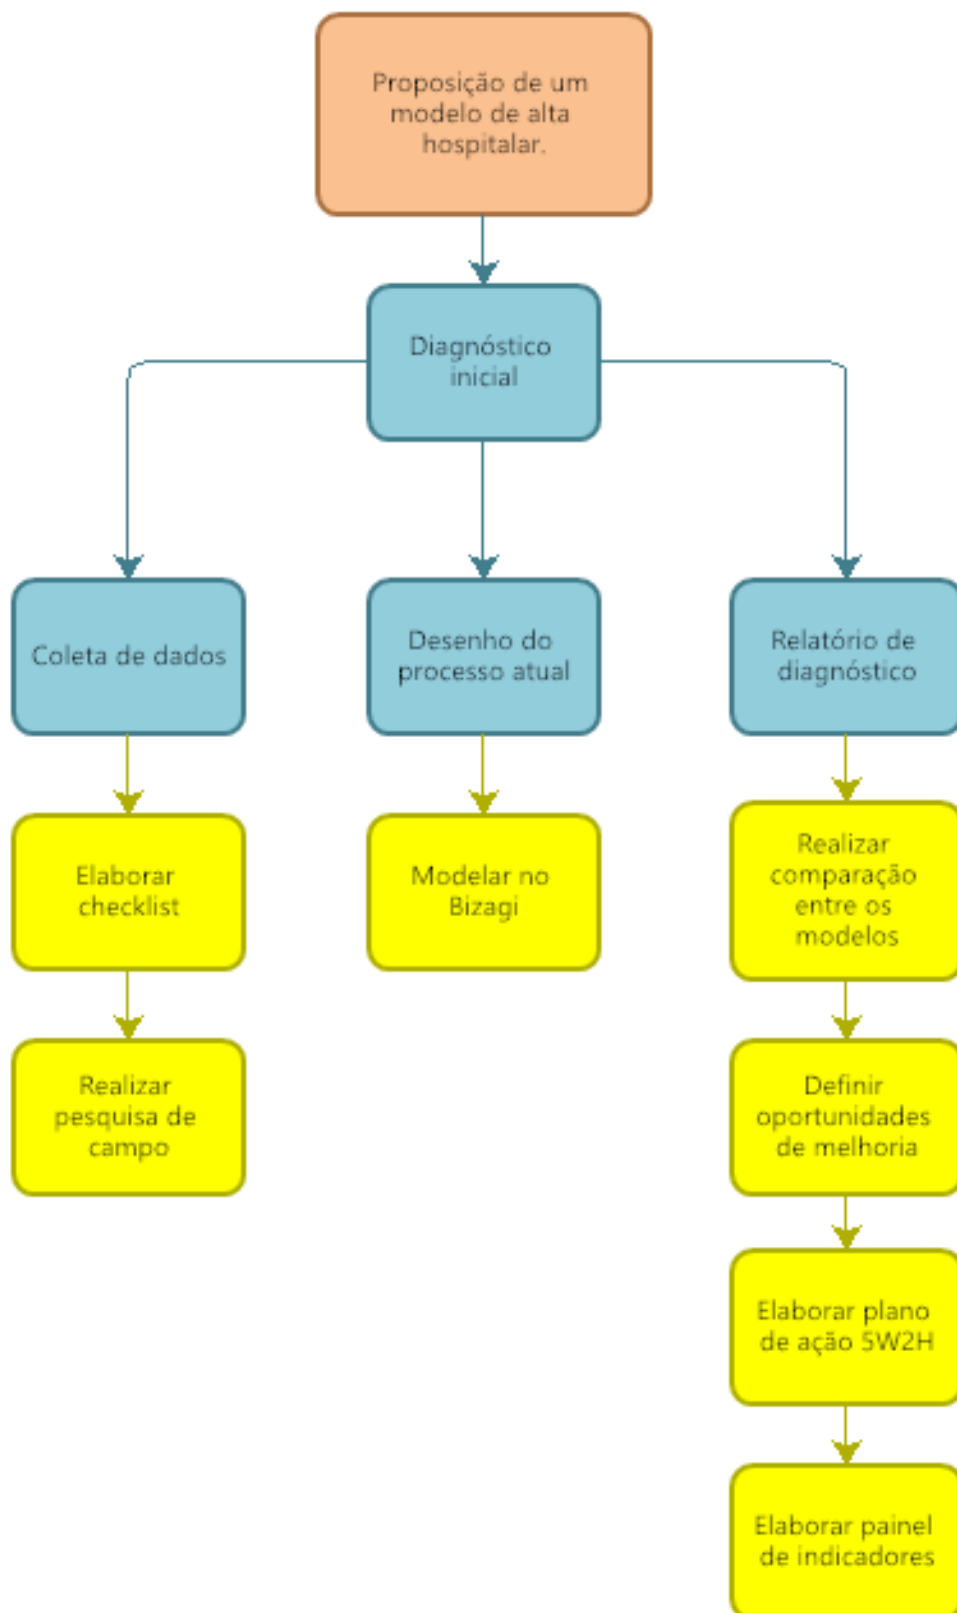 Proposição de um
modelo de alta
hospitalar.
Diagnóstico
inicial
Coleta de dados
Desenho do
processo atual
Relatório de
diagnóstico
Elaborar
checklist
Modelar no
Bizagi
Realizar
comparação
entre os
modelos
Realizar
pesquisa de
campo
Definir
oportunidades
de melhoria
Elaborar plano
de ação 5W2H
Elaborar painel
de indicadores